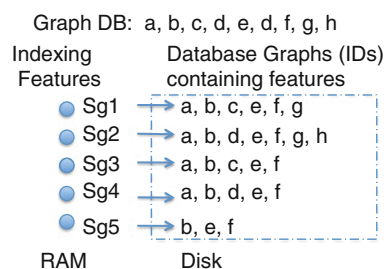 Graph DB: a, b, c, d, e, d, f, g, h
Indexing Features
Database Graphs (IDs) containing features
Sg1 a, b, c, e, f, g
Sg2 a, b, d, e, f, g, h
Sg3 a, b, c, e, f
Sg4 a, b, d, e, f
Sg5 b, e, f
RAM Disk